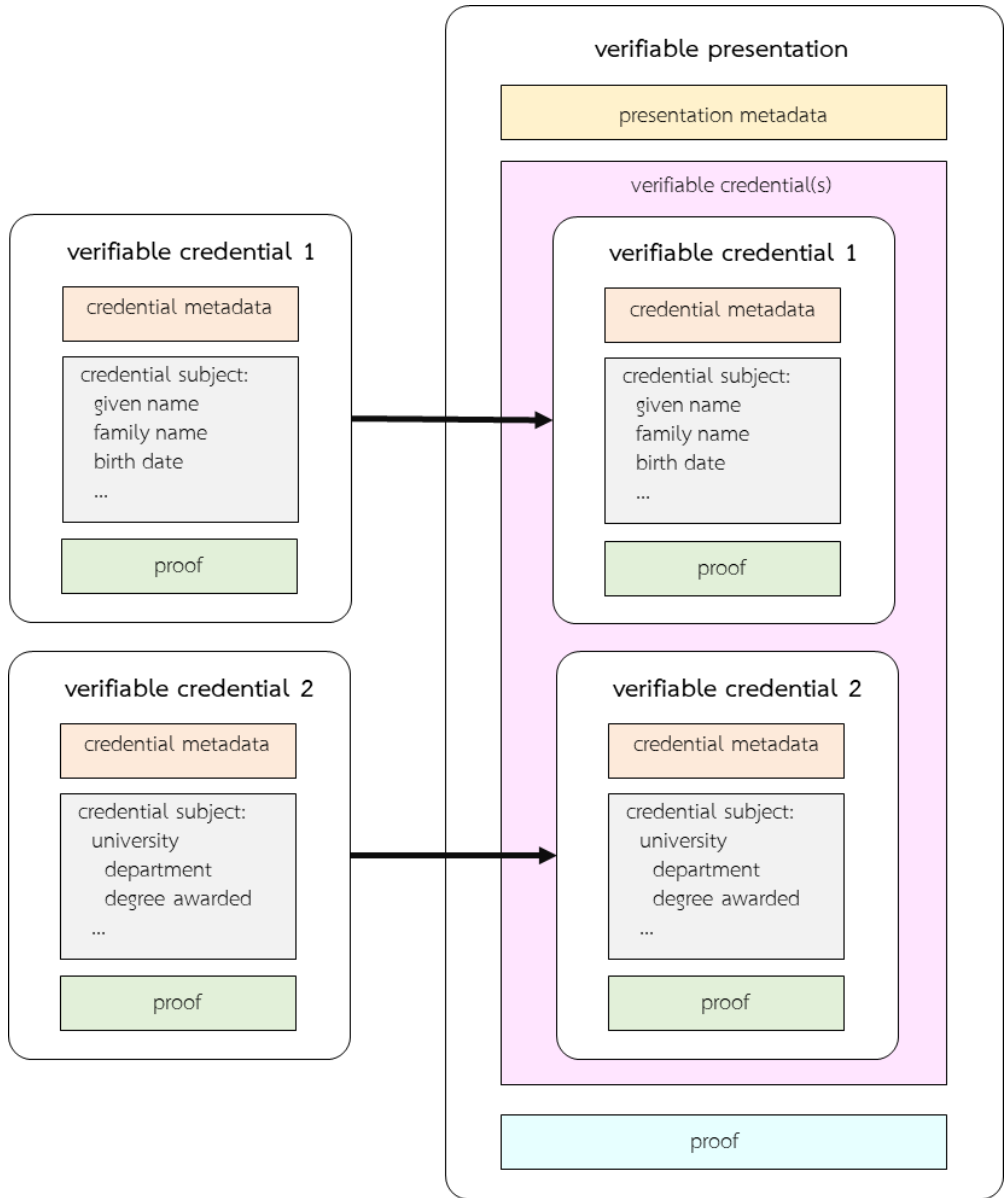 verifiable presentation
presentation metadata
verifiable credential(s)
verifiable credential 1
credential metadata
credential subject:
given name
family name
birth date
...
proof
verifiable credential 1
credential metadata
credential subject:
given name
family name
birth date
...
proof
verifiable credential 2
credential metadata
credential subject:
university
department
degree awarded
...
proof
verifiable credential 2
credential metadata
credential subject:
university
department
degree awarded
...
proof
proof